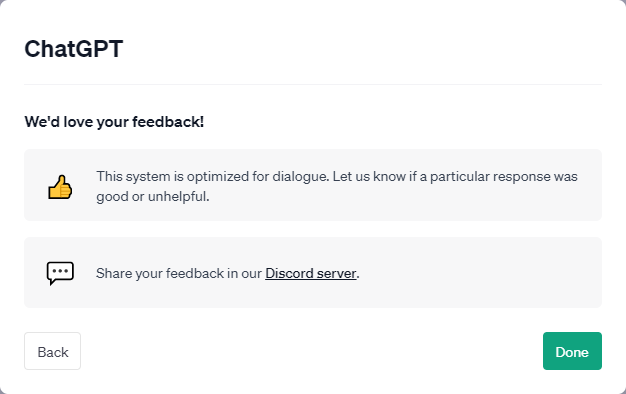 ChatGPT
We'd love your feedback!
This system is optimized for dialogue. Let us know if a particular response was
good or unhelpful.
Share your feedback in our Discord server.
Back
Done